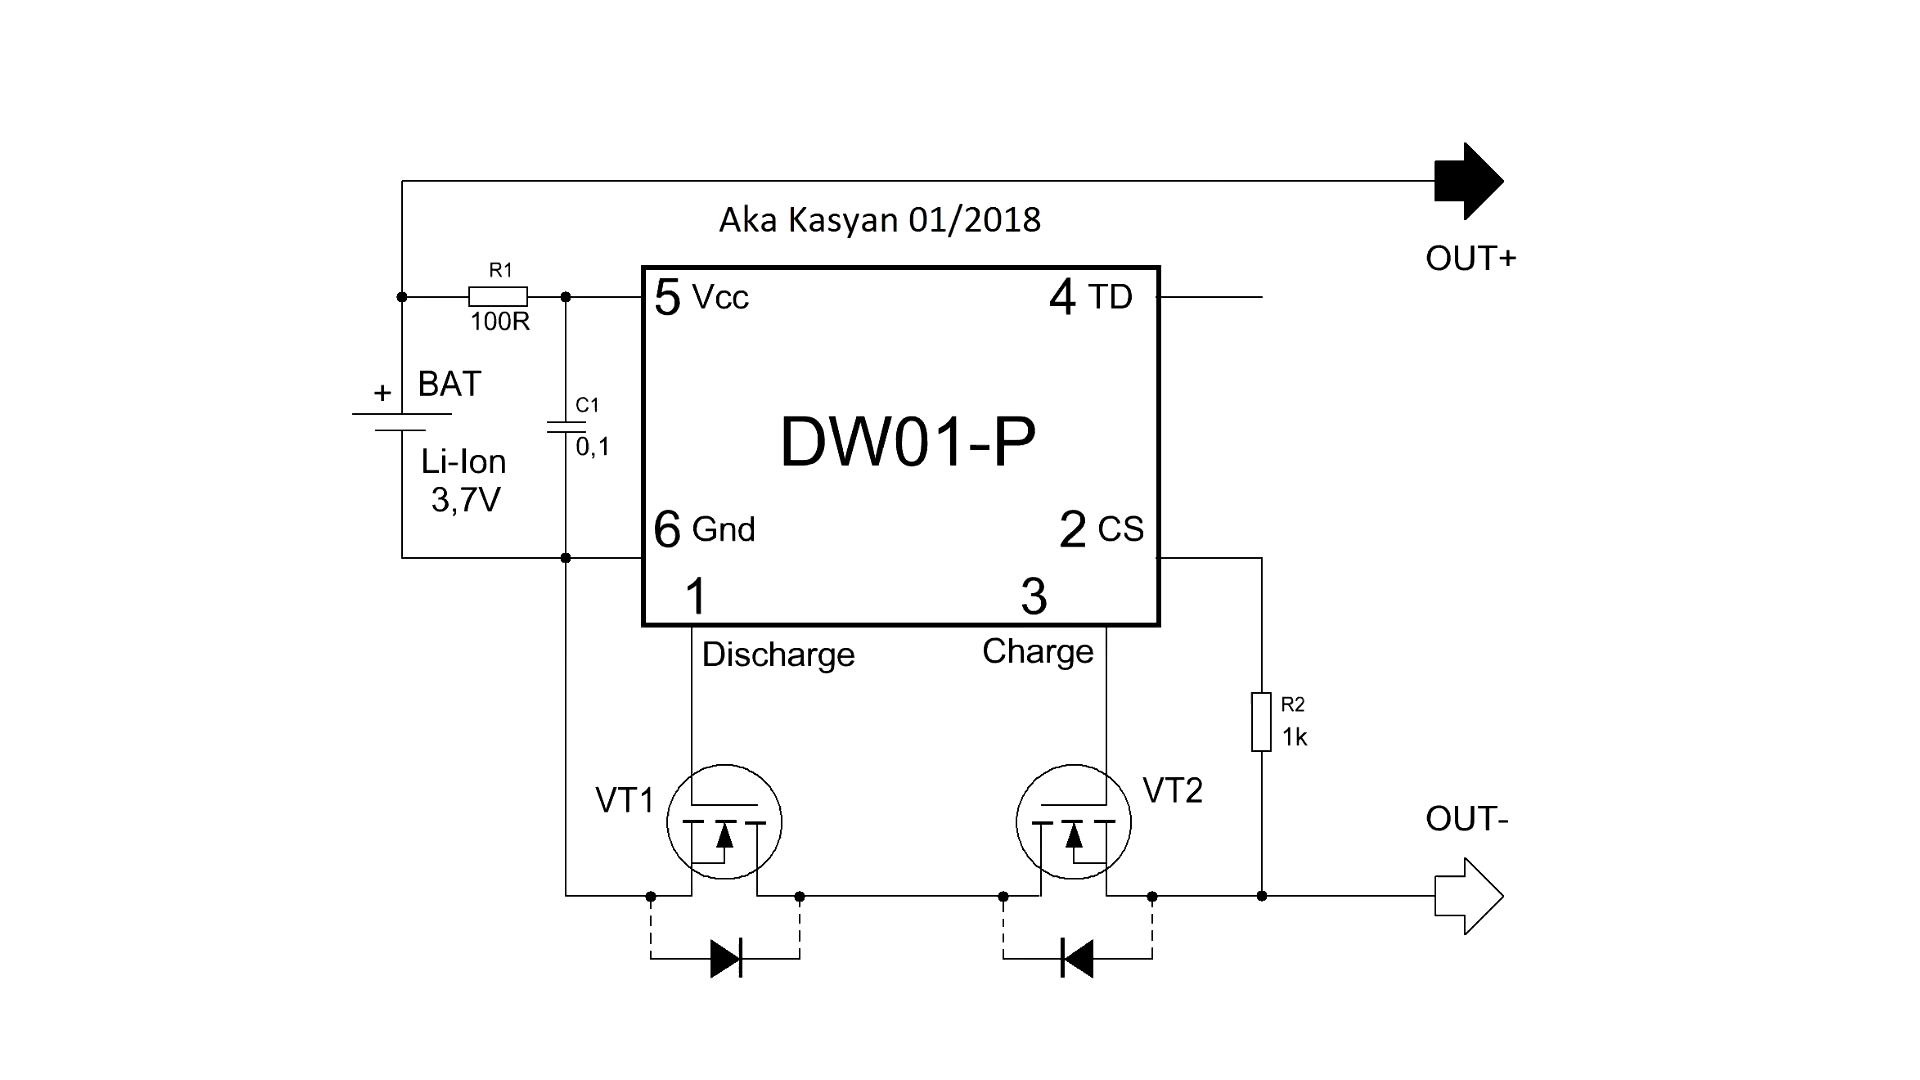 Aka Kasyan 01/2018
OUT+
R1
100R
5 Vcc
4 TD
+ BAT
C1
0,1
DW01-P
Li-Ion
3,7V
6 Gnd
2 CS
1
3
Discharge
Charge
R2
1k
VT1
VT2
OUT-